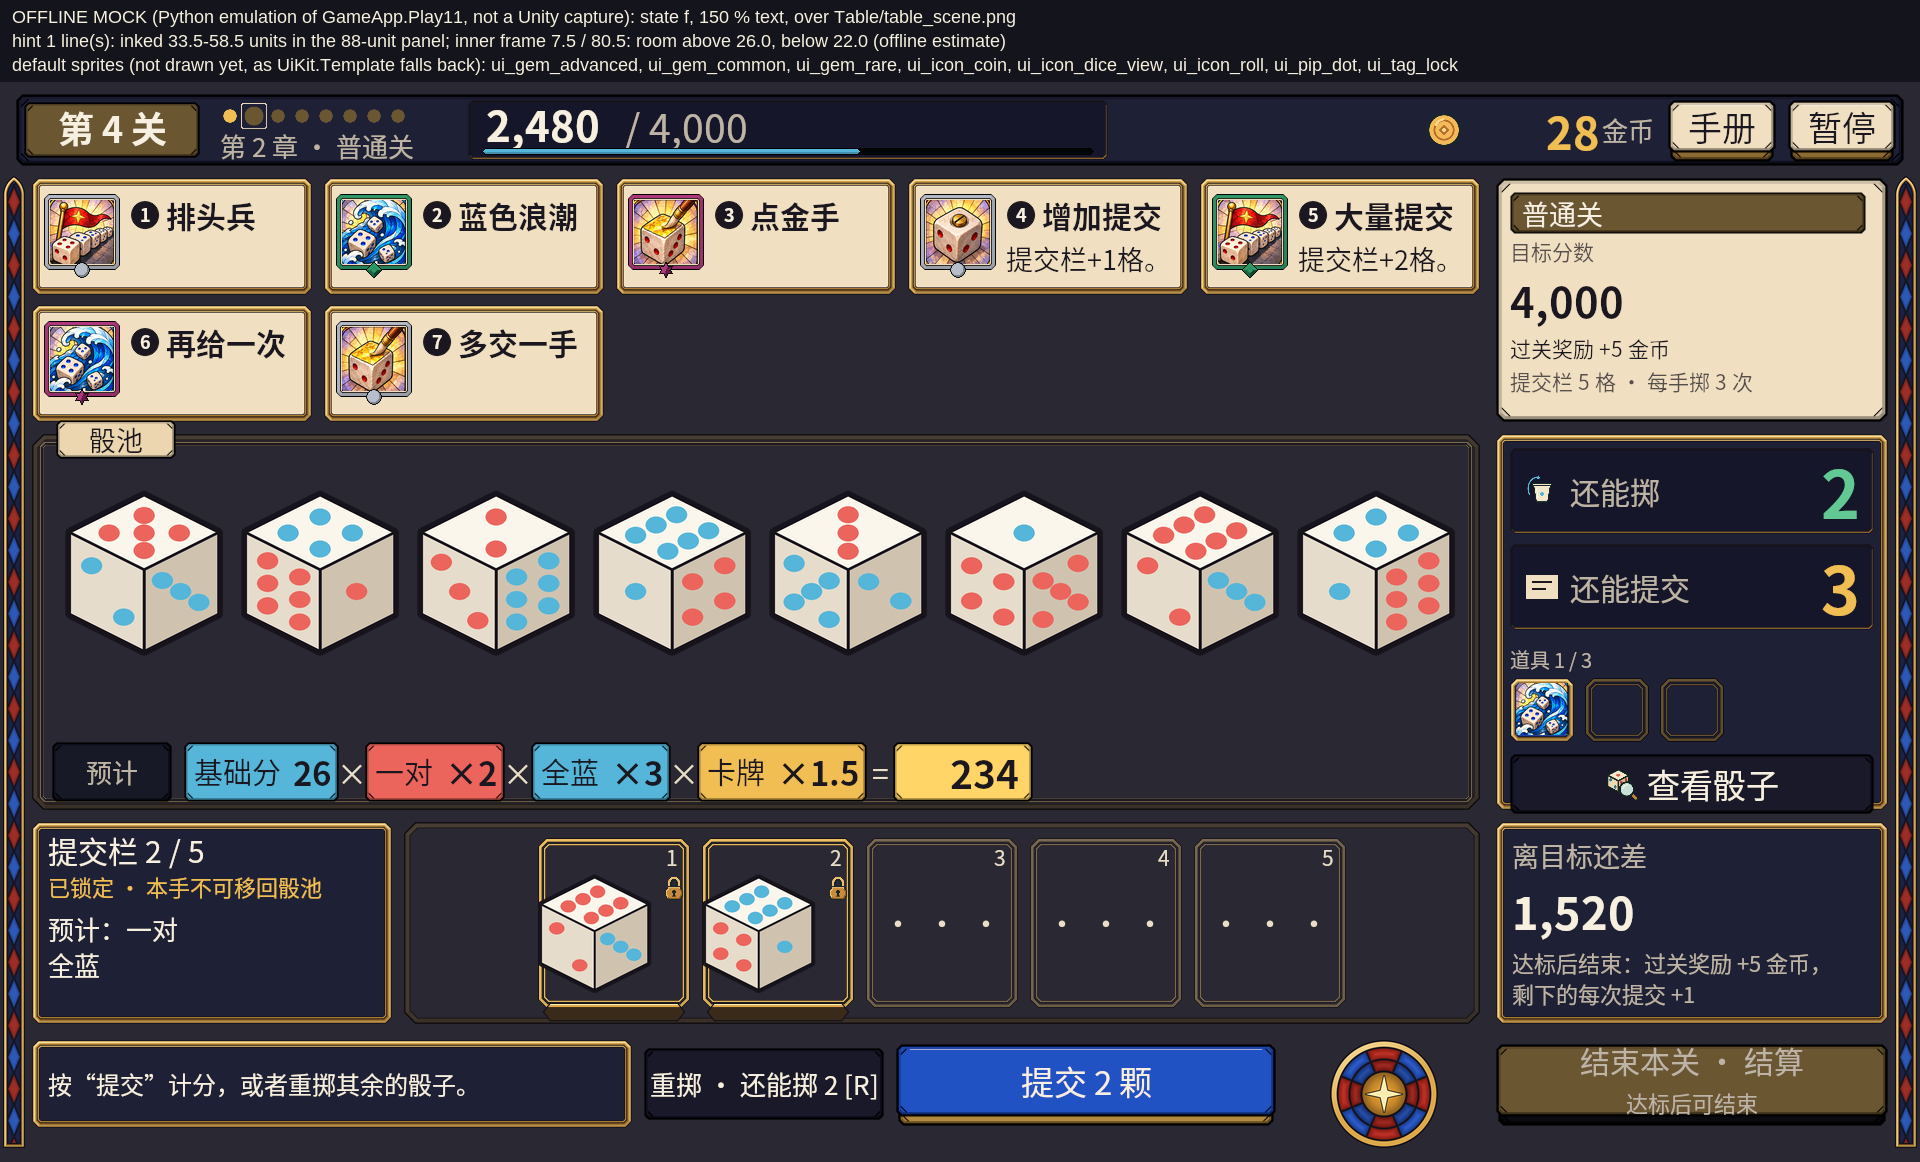 OFFLINE MOCK (Python emulation of GameApp.Play11, not a Unity capture): state f, 150 % text, over Table/table_scene.png
hint 1 line(s): inked 33.5-58.5 units in the 88-unit panel; inner frame 7.5 / 80.5: room above 26.0, below 22.0 (offline estimate)
default sprites (not drawn yet, as UiKit.Template falls back): ui_gem_advanced, ui_gem_common, ui_gem_rare, ui_icon_coin, ui_icon_dice_view, ui_icon_roll, ui_pip_dot, ui_tag_lock
第 4 关
第 2 章 · 普通关
2,480 / 4,000
28 金币
手册
暂停
1 排头兵
2 蓝色浪潮
3 点金手
4 增加提交
提交栏+1格。
5 大量提交
提交栏+2格。
6 再给一次
7 多交一手
普通关
目标分数
4,000
过关奖励 +5 金币
提交栏 5 格 · 每手掷 3 次
骰池
还能掷 2
还能提交 3
道具 1 / 3
查看骰子
预计 基础分 26 × 一对 ×2 × 全蓝 ×3 × 卡牌 ×1.5 = 234
提交栏 2 / 5
已锁定 · 本手不可移回骰池
预计：一对
全蓝
1
2
3
4
5
离目标还差
1,520
达标后结束：过关奖励 +5 金币，
剩下的每次提交 +1
按“提交”计分，或者重掷其余的骰子。
重掷 · 还能掷 2 [R]
提交 2 颗
结束本关 · 结算
达标后可结束